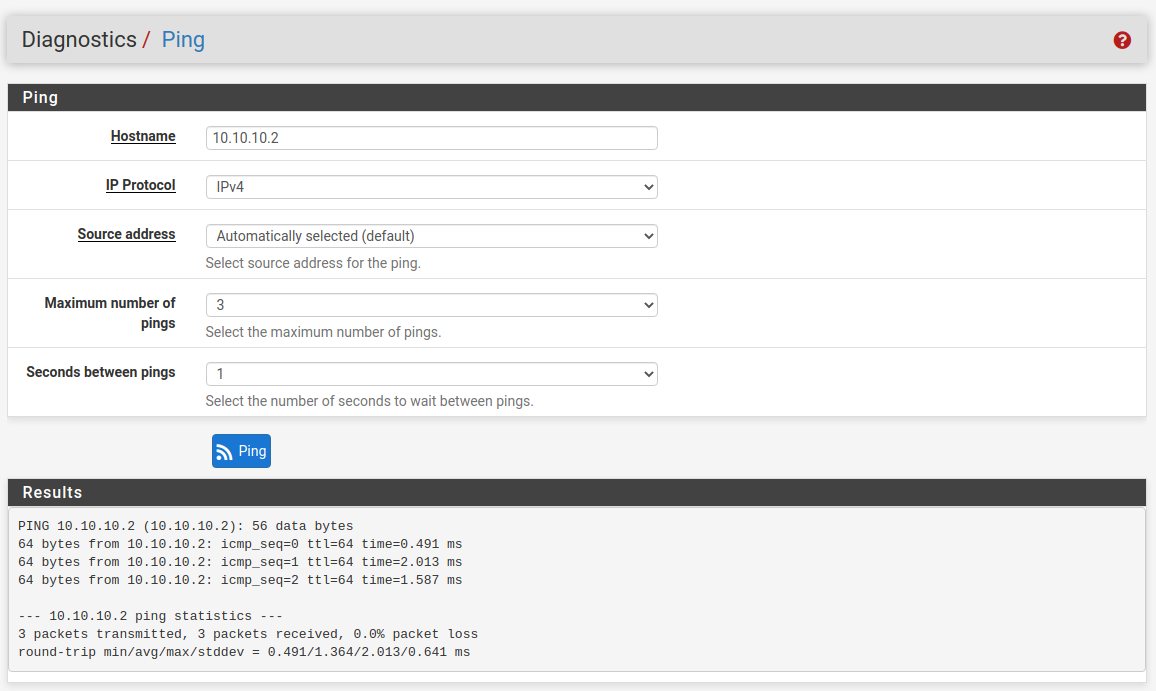 Diagnostics / Ping
Ping
Hostname
10.10.10.2
IP Protocol
IPv4
Source address
Automatically selected (default)
Select source address for the ping.
Maximum number of
pings
3
Select the maximum number of pings.
Seconds between pings
1
Select the number of seconds to wait between pings.
Ping
Results
PING 10.10.10.2 (10.10.10.2): 56 data bytes
64 bytes from 10.10.10.2: icmp_seq=0 ttl=64 time=0.491 ms
64 bytes from 10.10.10.2: icmp_seq=1 ttl=64 time=2.013 ms
64 bytes from 10.10.10.2: icmp_seq=2 ttl=64 time=1.587 ms
--- 10.10.10.2 ping statistics ---
3 packets transmitted, 3 packets received, 0.0% packet loss
round-trip min/avg/max/stddev = 0.491/1.364/2.013/0.641 ms